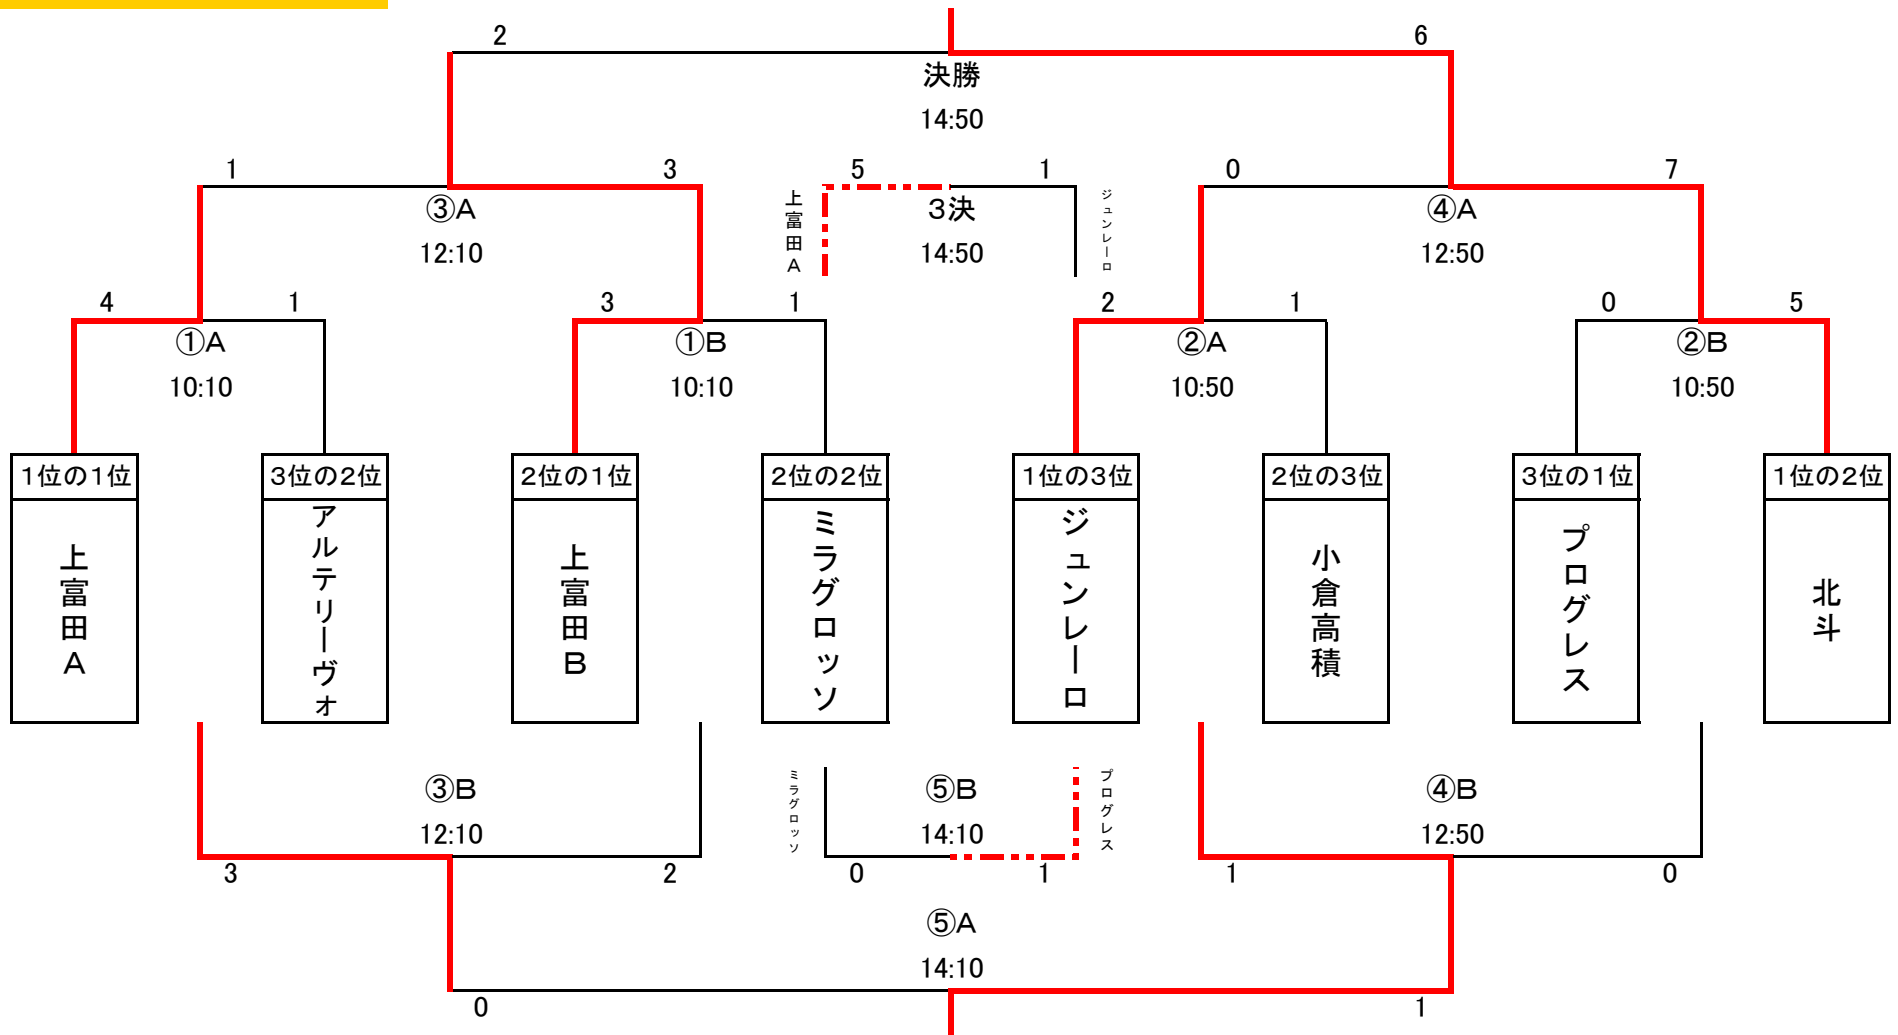 2
6
決勝
14:50
1
3
5
1
0
7
③A
12:10
上富田A
3決
14:50
ジュンレーロ
④A
12:50
4
1
3
1
2
1
0
5
①A
10:10
①B
10:10
②A
10:50
②B
10:50
1位の1位
3位の2位
2位の1位
2位の2位
1位の3位
2位の3位
3位の1位
1位の2位
上富田A
アルテリーヴォ
上富田B
ミラグロッソ
ジュンレーロ
小倉高積
プログレス
北斗
③B
12:10
ミラグロッソ
⑤B
14:10
プログレス
④B
12:50
3
2
0
1
1
0
⑤A
14:10
0
1